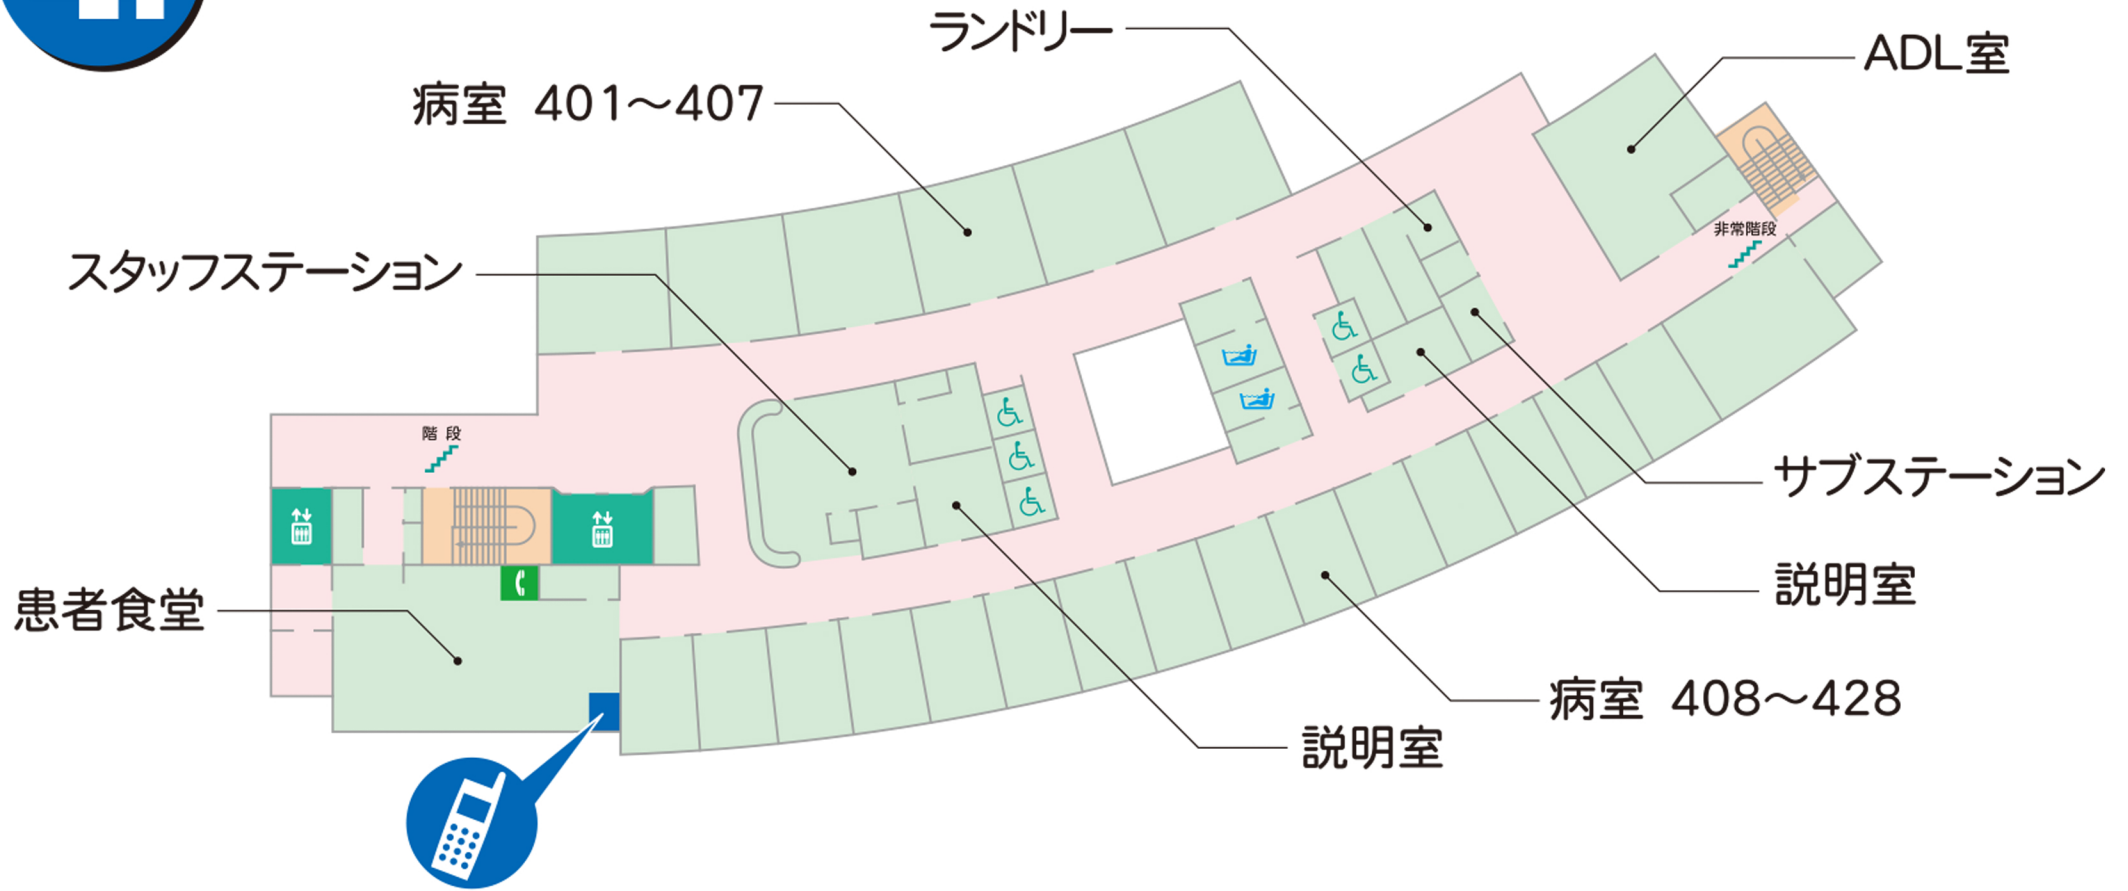 ランドリー
ADL室
病室 401～407
非常階段
スタッフステーション
階 段
サブステーション
患者食堂
説明室
病室 408～428
説明室